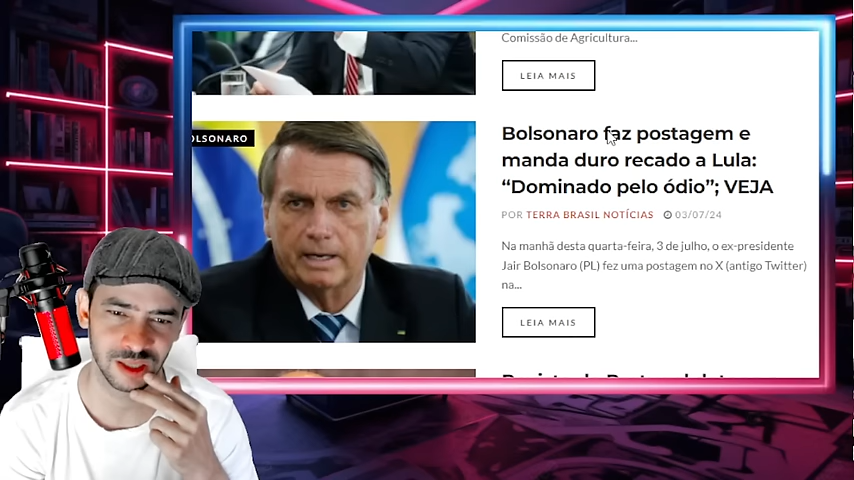 Comissão de Agricultura...
LEIA MAIS
OLSONARO
Bolsonaro faz postagem e
manda duro recado a Lula:
“Dominado pelo ódio”; VEJA
POR TERRA BRASIL NOTÍCIAS 03/07/24
Na manhã desta quarta-feira, 3 de julho, o ex-presidente
Jair Bolsonaro (PL) fez uma postagem no X (antigo Twitter)
na...
LEIA MAIS